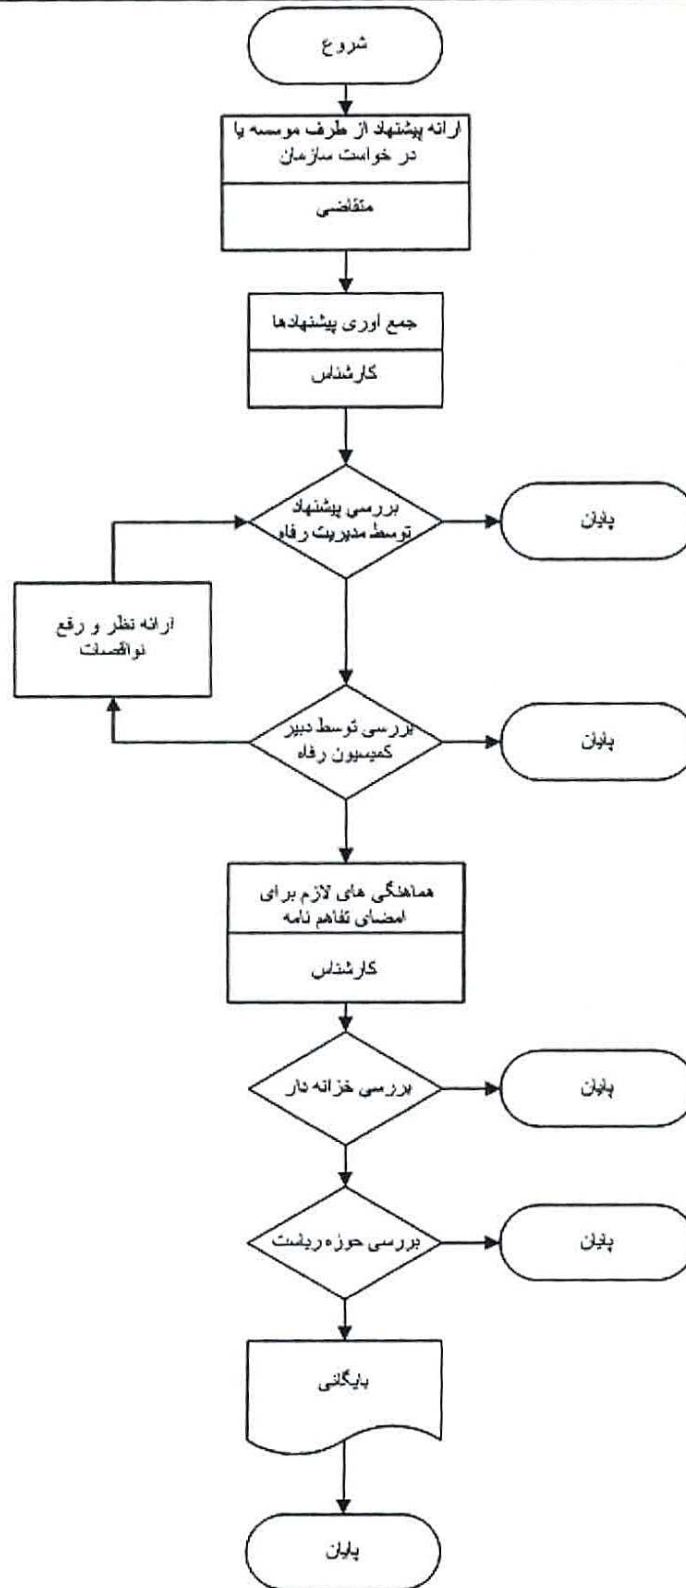 شروع
ارائه پیشنهاد از طرف موسسه یا
در خواست سازمان
متقاضی
جمع آوری پیشنهادها
کارشناس
بررسی پیشنهاد
توسط مدیریت رفاه
پایان
ارائه نظر و رفع
نواقصات
بررسی توسط دبیر
کمیسیون رفاه
پایان
هماهنگی های لازم برای
امضای تفاهم نامه
کارشناس
بررسی خزانه دار
پایان
بررسی حوزه ریاست
پایان
بایگانی
پایان